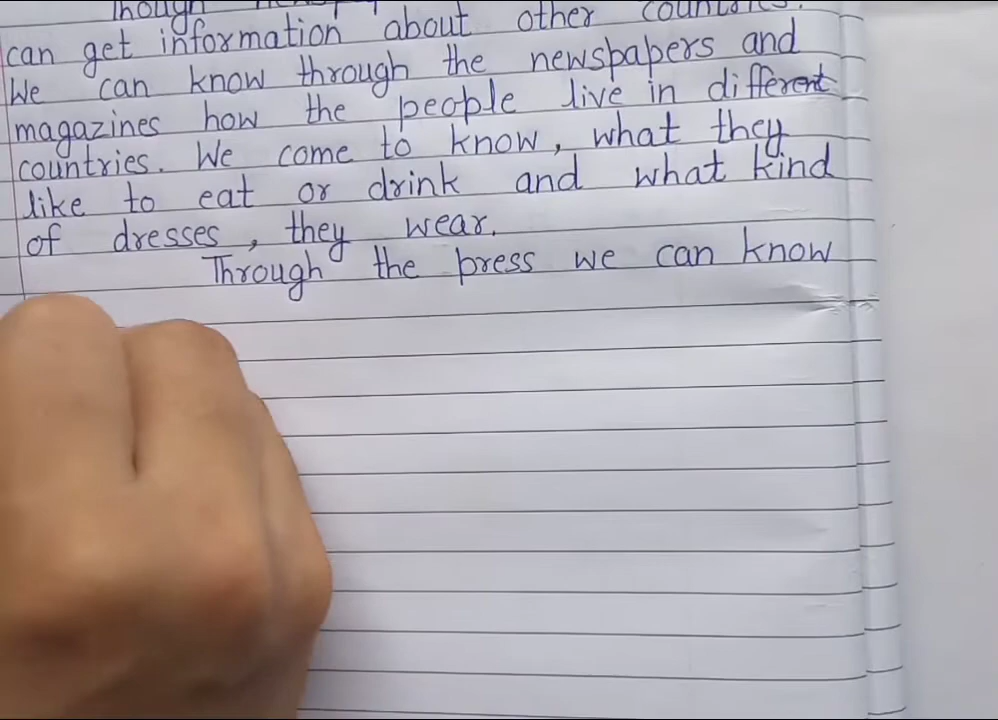 Though
can get information about other countries.
We can know through the newspapers and
magazines how the people live in different
countries. We come to know, what they
like to eat or drink and what kind
of dresses, they wear.
Through the press we can know